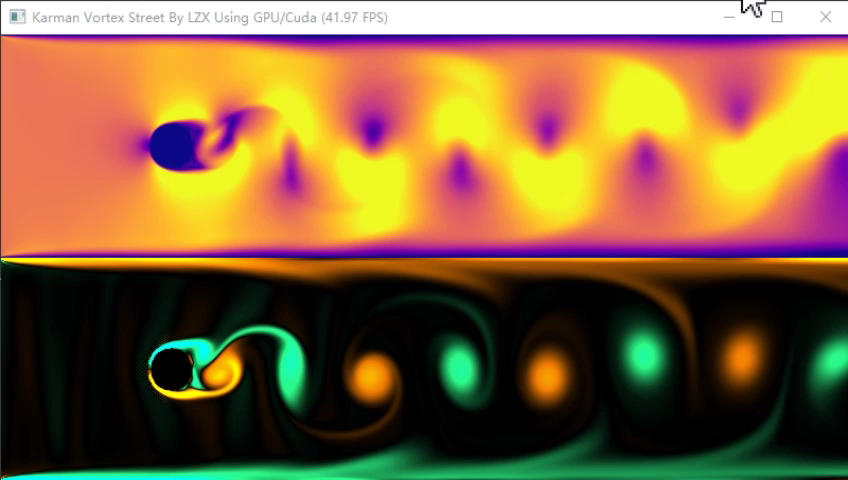 Karman Vortex Street By LZX Using GPU/Cuda (41.97 FPS)